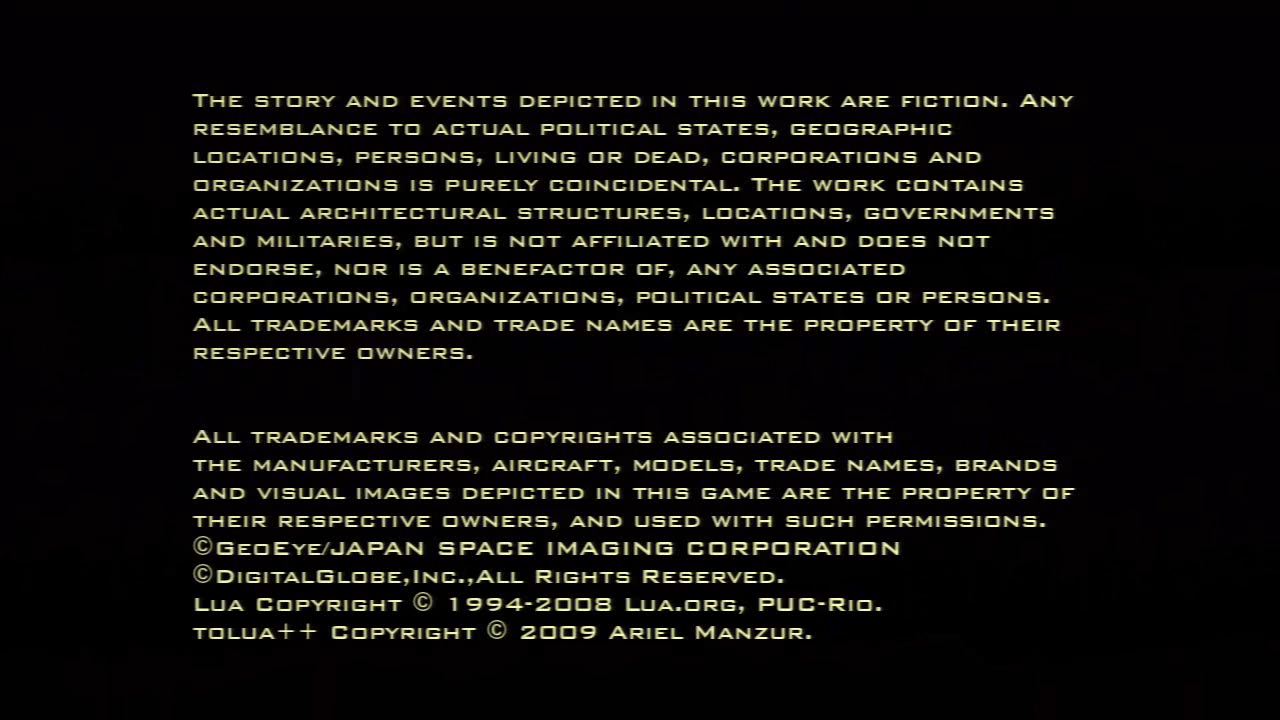 The story and events depicted in this work are fiction. Any
resemblance to actual political states, geographic
locations, persons, living or dead, corporations and
organizations is purely coincidental. The work contains
actual architectural structures, locations, governments
and militaries, but is not affiliated with and does not
endorse, nor is a benefactor of, any associated
corporations, organizations, political states or persons.
All trademarks and trade names are the property of their
respective owners.
All trademarks and copyrights associated with
the manufacturers, aircraft, models, trade names, brands
and visual images depicted in this game are the property of
their respective owners, and used with such permissions.
©GeoEye/JAPAN SPACE IMAGING CORPORATION
©DigitalGlobe,Inc.,All Rights Reserved.
Lua Copyright © 1994-2008 Lua.org, PUC-Rio.
tolua++ Copyright © 2009 Ariel Manzur.